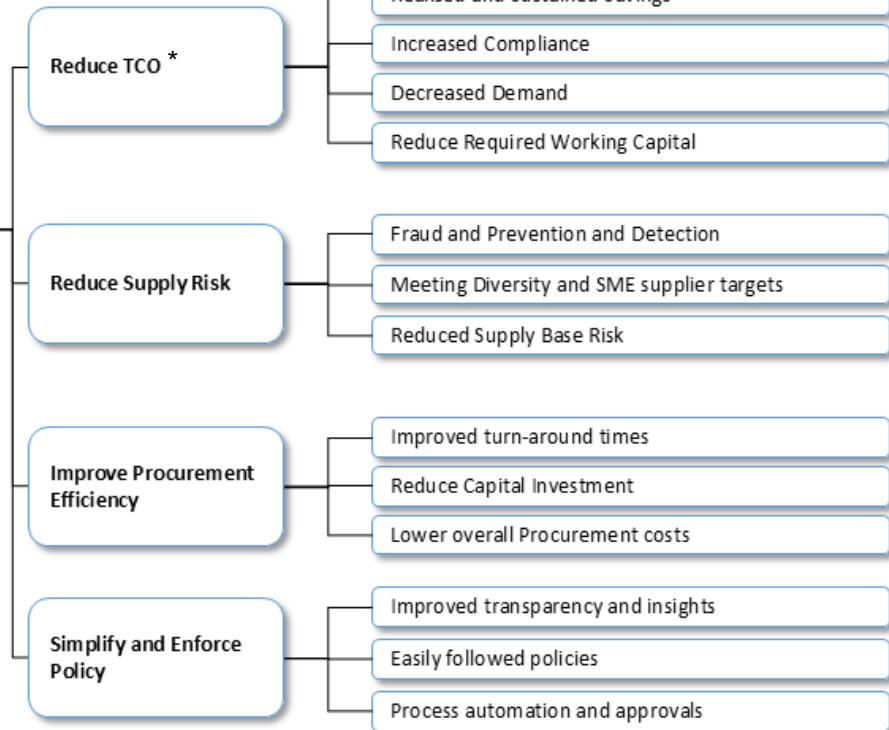 and sustained savings
Reduce TCO *
Increased Compliance
Decreased Demand
Reduce Required Working Capital
Reduce Supply Risk
Fraud and Prevention and Detection
Meeting Diversity and SME supplier targets
Reduced Supply Base Risk
Improve Procurement
Efficiency
Improved turn-around times
Reduce Capital Investment
Lower overall Procurement costs
Simplify and Enforce
Policy
Improved transparency and insights
Easily followed policies
Process automation and approvals